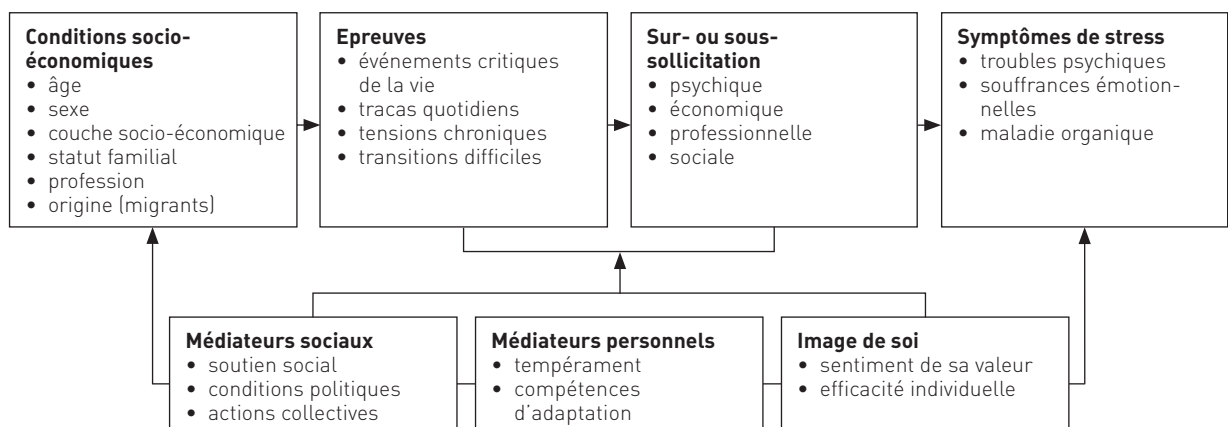 Conditions socio-
économiques
• âge
• sexe
• couche socio-économique
• statut familial
• profession
• origine (migrants)
Epreuves
• événements critiques
de la vie
• tracas quotidiens
• tensions chroniques
• transitions difficiles
Sur- ou sous-
sollicitation
• psychique
• économique
• professionnelle
• sociale
Symptômes de stress
• troubles psychiques
• souffrances émotion-
nelles
• maladie organique
Médiateurs sociaux
• soutien social
• conditions politiques
• actions collectives
Médiateurs personnels
• tempérament
• compétences
d’adaptation
Image de soi
• sentiment de sa valeur
• efficacité individuelle